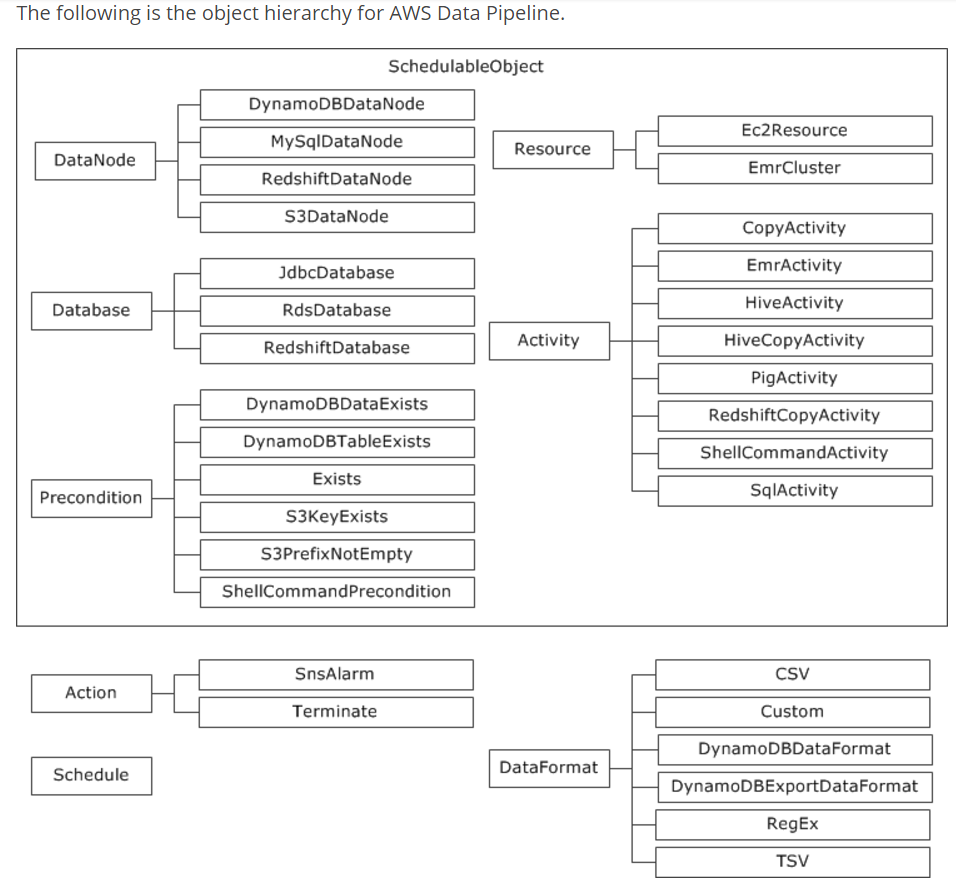 The following is the object hierarchy for AWS Data Pipeline.
SchedulableObject
DataNode
DynamoDBDataNode
MySqlDataNode
RedshiftDataNode
S3DataNode
Database
JdbcDatabase
RdsDatabase
RedshiftDatabase
Precondition
DynamoDBDataExists
DynamoDBTableExists
Exists
S3KeyExists
S3PrefixNotEmpty
ShellCommandPrecondition
Resource
Ec2Resource
EmrCluster
Activity
CopyActivity
EmrActivity
HiveActivity
HiveCopyActivity
PigActivity
RedshiftCopyActivity
ShellCommandActivity
SqlActivity
Action
SnsAlarm
Terminate
Schedule
DataFormat
CSV
Custom
DynamoDBDataFormat
DynamoDBExportDataFormat
RegEx
TSV